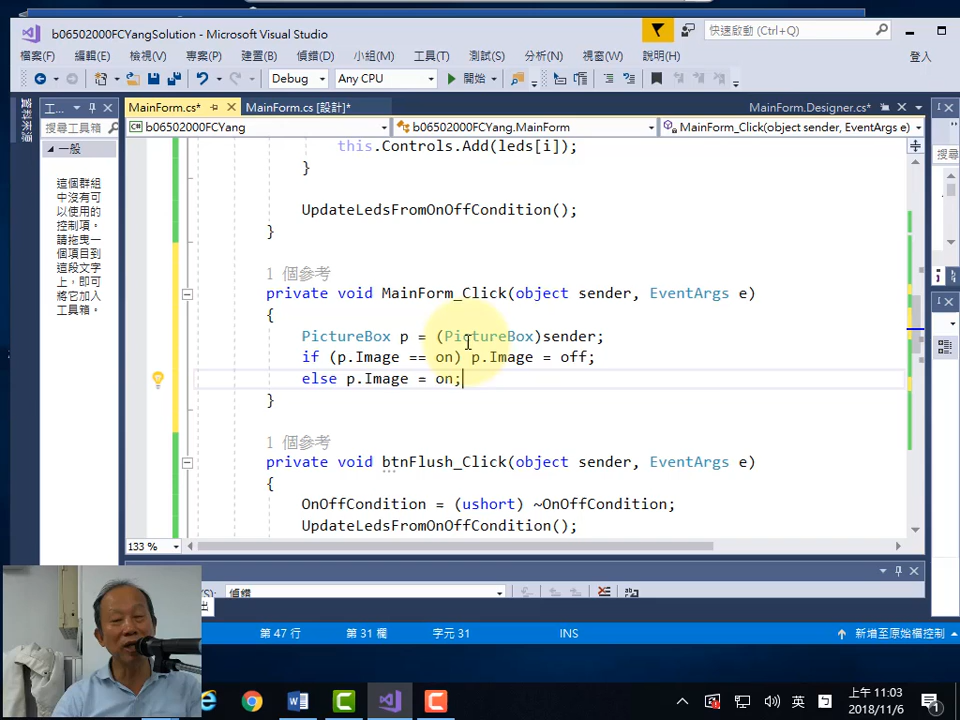 b06502000FCYangSolution - Microsoft Visual Studio
快速啟動 (Ctrl+Q)
檔案(F) 編輯(E) 檢視(V) 專案(P) 建置(B) 偵錯(D) 小組(M) 工具(T) 測試(S) 分析(N) 視窗(W) 說明(H) 登入
Debug Any CPU 開始
工... MainForm.cs* MainForm.cs [設計]* MainForm.Designer.cs*
搜尋工具箱 b06502000FCYang b06502000FCYang.MainForm MainForm_Click(object sender, EventArgs e)
一般
這個群組
中沒有可
以使用的
控制項。
請拖曳一
個項目到
這段文字
上，即可
將它加入
工具箱。
this.Controls.Add(leds[i]);
}
UpdateLedsFromOnOffCondition();
}
1 個參考
private void MainForm_Click(object sender, EventArgs e)
{
PictureBox p = (PictureBox)sender;
if (p.Image == on) p.Image = off;
else p.Image = on;
}
1 個參考
private void btnFlush_Click(object sender, EventArgs e)
{
OnOffCondition = (ushort) ~OnOffCondition;
UpdateLedsFromOnOffCondition();
133 %
偵錯
第 47 行 第 31 欄 字元 31 INS 新增至原始檔控制
英
上午 11:03
2018/11/6